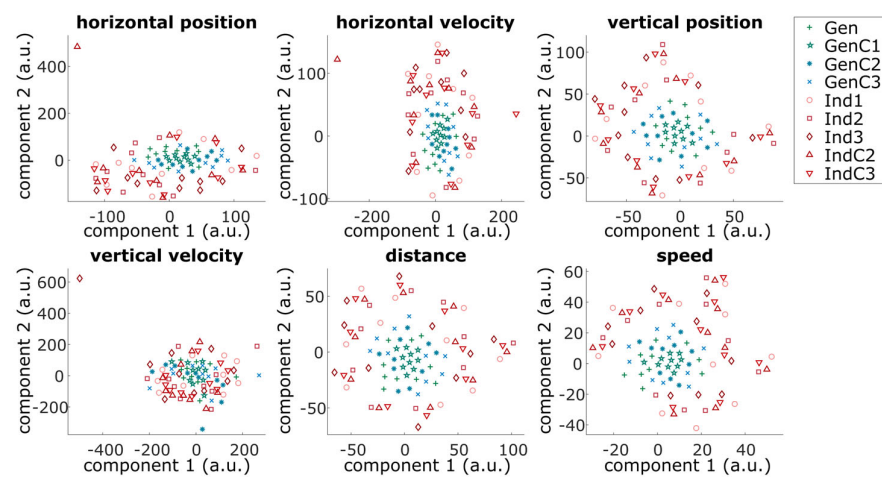 horizontal position
horizontal velocity
vertical position
component 2 (a.u.)
400
200
0
-100
0
100
component 1 (a.u.)
component 2 (a.u.)
100
0
-100
-200
0
200
component 1 (a.u.)
component 2 (a.u.)
100
50
0
-50
-50
0
50
component 1 (a.u.)
Gen
GenC1
GenC2
GenC3
Ind1
Ind2
Ind3
IndC2
IndC3
vertical velocity
distance
speed
component 2 (a.u.)
600
400
200
0
-200
-400
-200
0
200
component 1 (a.u.)
component 2 (a.u.)
50
0
-50
-50
0
50
100
component 1 (a.u.)
component 2 (a.u.)
60
40
20
0
-20
-40
-20
0
20
40
component 1 (a.u.)